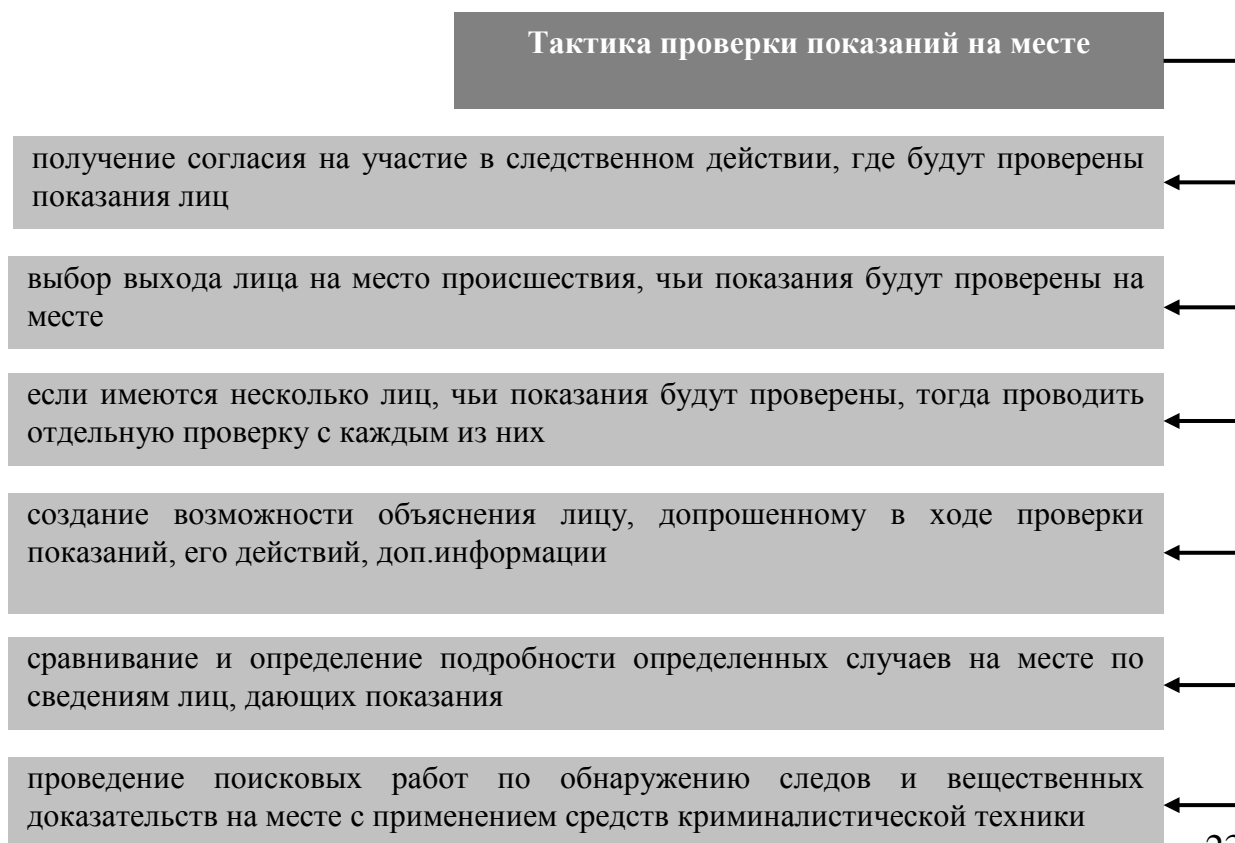 Тактика проверки показаний на месте
получение согласия на участие в следственном действии, где будут проверены
показания лиц
выбор выхода лица на место происшествия, чьи показания будут проверены на
месте
если имеются несколько лиц, чьи показания будут проверены, тогда проводить
отдельную проверку с каждым из них
создание возможности объяснения лицу, допрошенному в ходе проверки
показаний, его действий, доп.информации
сравнивание и определение подробности определенных случаев на месте по
сведениям лиц, дающих показания
проведение поисковых работ по обнаружению следов и вещественных
доказательств на месте с применением средств криминалистической техники